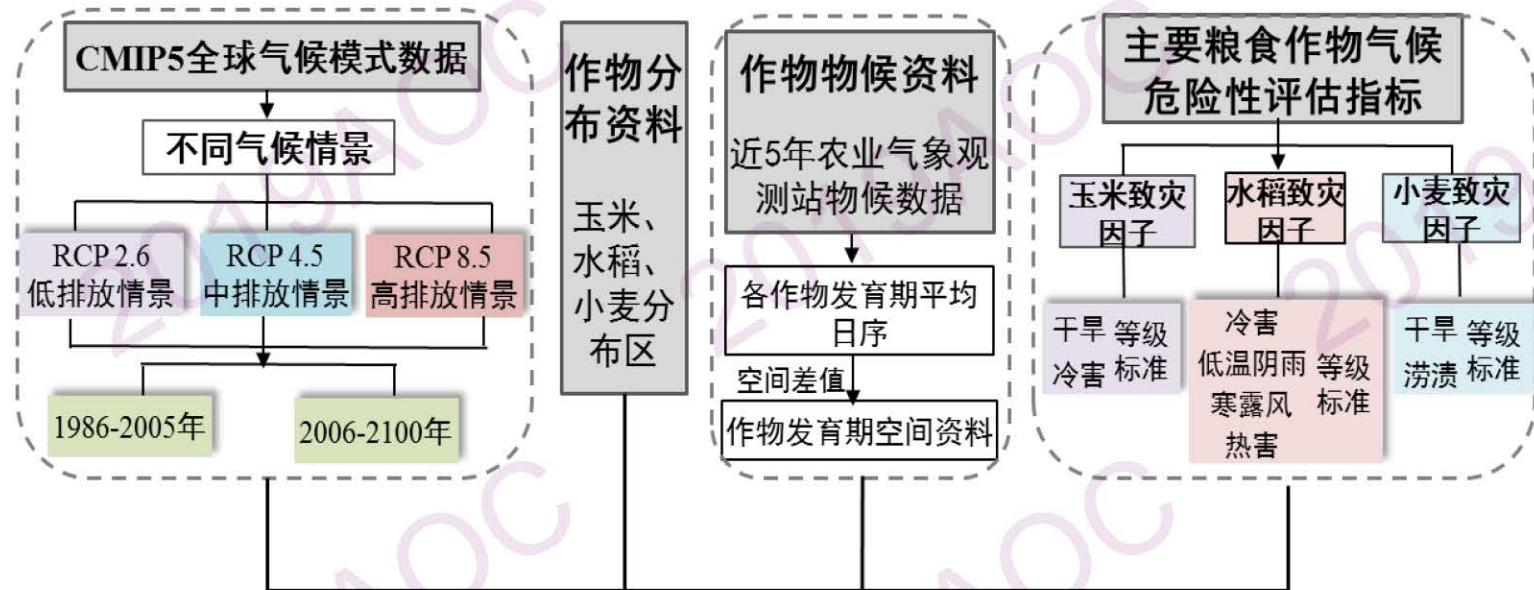 CMIP5全球气候模式数据
不同气候情景
RCP 2.6
低排放情景
RCP 4.5
中排放情景
RCP 8.5
高排放情景
1986-2005年
2006-2100年
作物分
布资料
玉米、
水稻、
小麦分
布区
作物物候资料
近5年农业气象观
测站物候数据
各作物发育期平均
日序
空间差值
作物发育期空间资料
主要粮食作物气候
危险性评估指标
玉米致灾
因子
水稻致灾
因子
小麦致灾
因子
干旱
冷害
等级
标准
冷害
低温阴雨
寒露风
热害
等级
标准
干旱
涝渍
等级
标准
2019AOC
2019AOC
2019
AOC
AOC